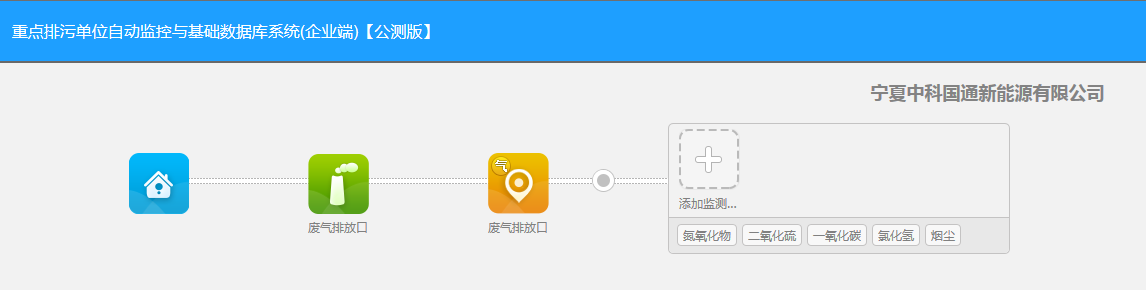 重点排污单位自动监控与基础数据库系统(企业端)【公测版】
宁夏中科国通新能源有限公司
气
废气排放口
废气排放口
添加监测...
氮氧化物 二氧化硫 一氧化碳 氯化氢 烟尘